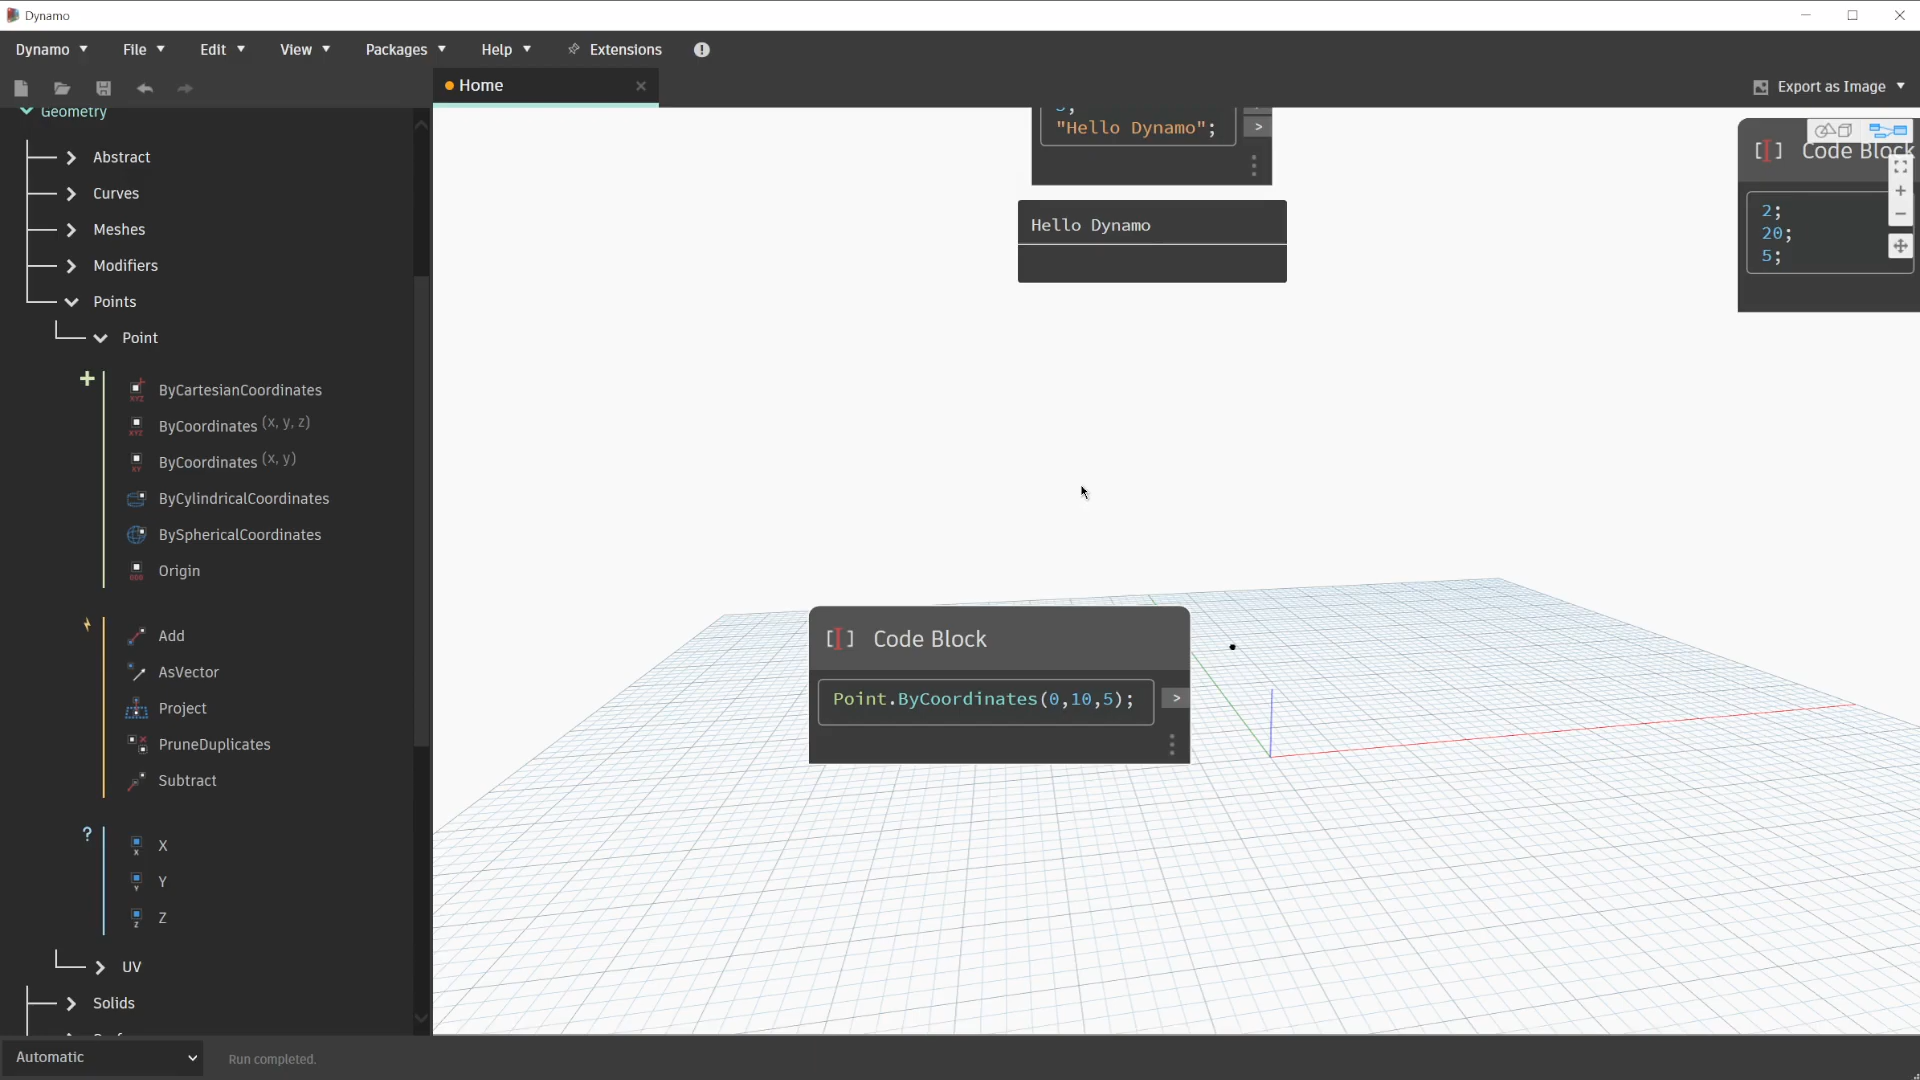 Dynamo
Dynamo File Edit View Packages Help Extensions
Home
Export as Image
Geometry
Abstract
Curves
Meshes
Modifiers
Points
Point
ByCartesianCoordinates
ByCoordinates (x, y, z)
ByCoordinates (x, y)
ByCylindricalCoordinates
BySphericalCoordinates
Origin
Add
AsVector
Project
PruneDuplicates
Subtract
?
X
Y
Z
UV
Solids
"Hello Dynamo";
>
Hello Dynamo
Code Block
2;
20;
5;
Code Block
Point.ByCoordinates(0,10,5);
>
Automatic
Run completed.